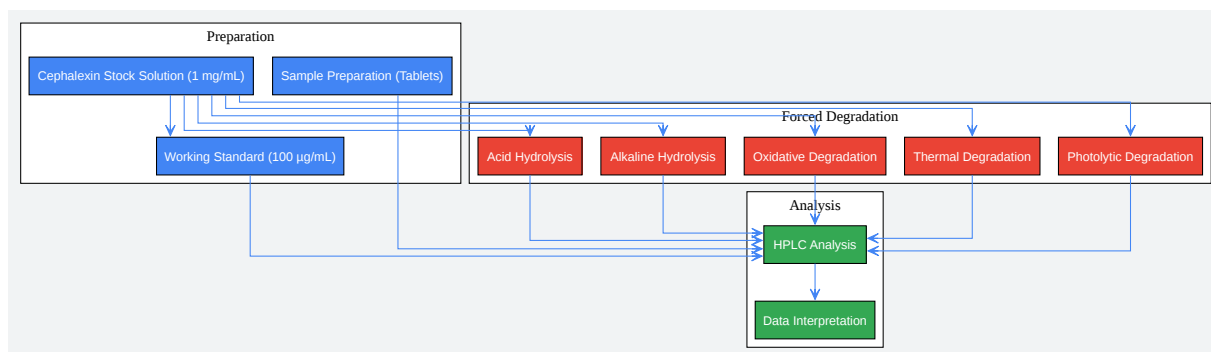 Preparation
Cephalexin Stock Solution (1 mg/mL)
Sample Preparation (Tablets)
Working Standard (100 µg/mL)
Forced Degradation
Acid Hydrolysis
Alkaline Hydrolysis
Oxidative Degradation
Thermal Degradation
Photolytic Degradation
Analysis
HPLC Analysis
Data Interpretation